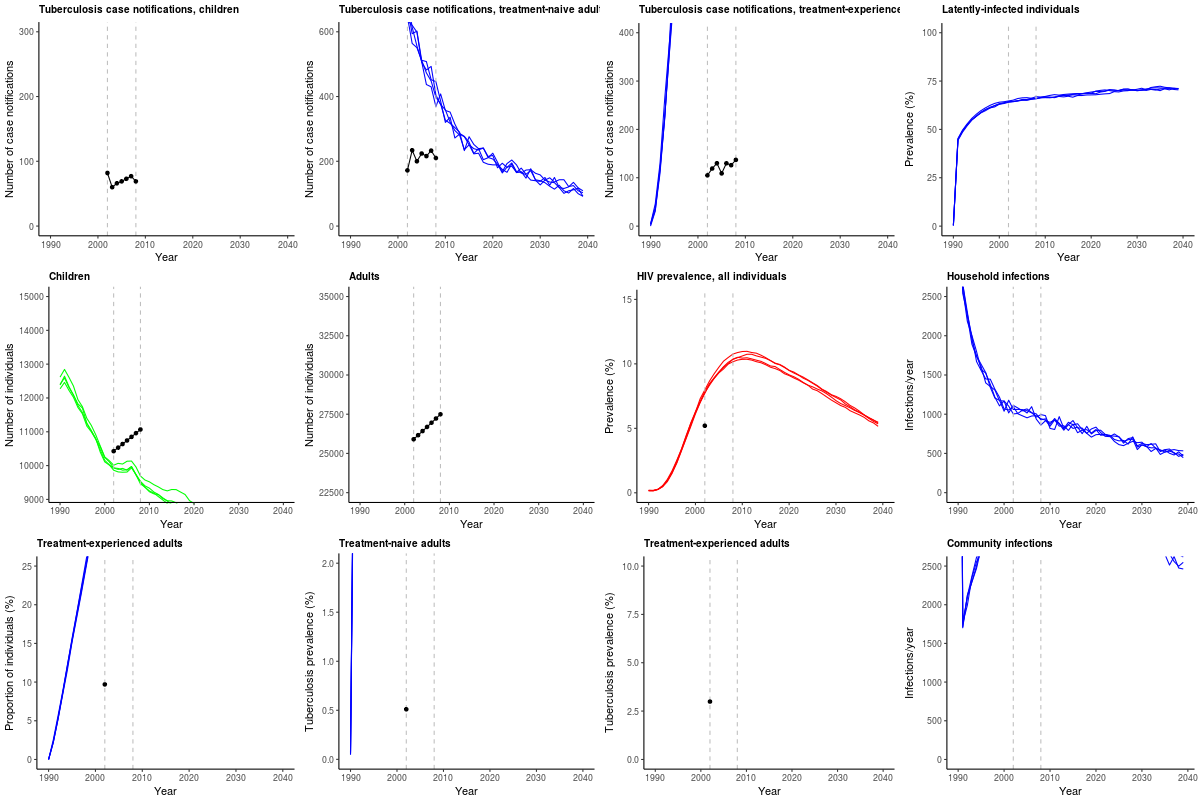 Tuberculosis case notifications, children
Number of case notifications
300
200
100
0
1990 2000 2010 2020 2030 2040
Year
Tuberculosis case notifications, treatment-naive adult
Number of case notifications
600
400
200
0
1990 2000 2010 2020 2030 2040
Year
Tuberculosis case notifications, treatment-experience
Number of case notifications
400
300
200
100
0
1990 2000 2010 2020 2030 2040
Year
Latently-infected individuals
Prevalence (%)
100
75
50
25
0
1990 2000 2010 2020 2030 2040
Year
Children
Number of individuals
15000
14000
13000
12000
11000
10000
9000
1990 2000 2010 2020 2030 2040
Year
Adults
Number of individuals
35000
32500
30000
27500
25000
22500
1990 2000 2010 2020 2030 2040
Year
HIV prevalence, all individuals
Prevalence (%)
15
10
5
0
1990 2000 2010 2020 2030 2040
Year
Household infections
Infections/year
2500
2000
1500
1000
500
0
1990 2000 2010 2020 2030 2040
Year
Treatment-experienced adults
Proportion of individuals (%)
25
20
15
10
5
0
1990 2000 2010 2020 2030 2040
Year
Treatment-naive adults
Tuberculosis prevalence (%)
2.0
1.5
1.0
0.5
0.0
1990 2000 2010 2020 2030 2040
Year
Treatment-experienced adults
Tuberculosis prevalence (%)
10.0
7.5
5.0
2.5
0.0
1990 2000 2010 2020 2030 2040
Year
Community infections
Infections/year
2500
2000
1500
1000
500
0
1990 2000 2010 2020 2030 2040
Year